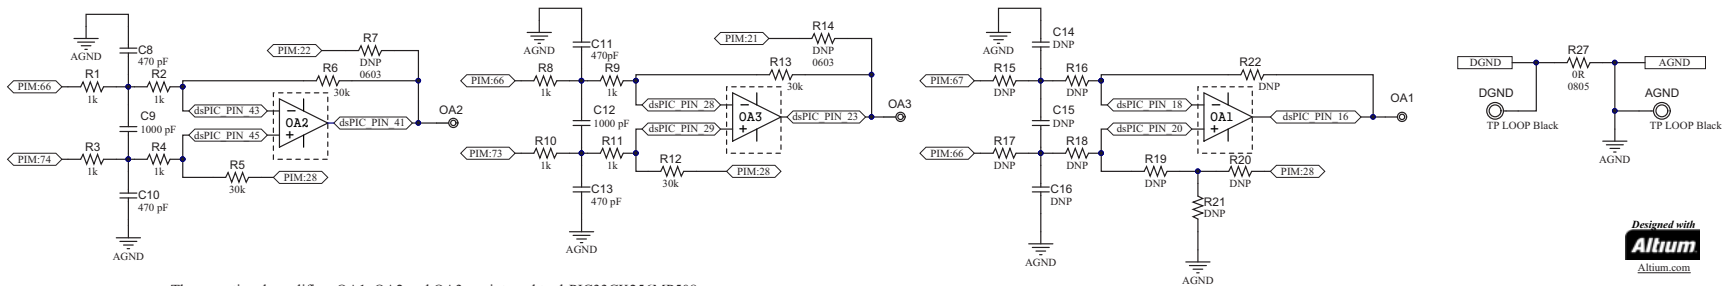 AGND
C8
470 pF
PIM:22
R7
DNP
0603
PIM:66
R1
1k
R2
1k
R6
30k
C9
1000 pF
dsPIC_PIN_43
dsPIC_PIN_45
OA2
dsPIC_PIN_41
OA2
PIM:74
R3
1k
R4
1k
R5
30k
PIM:28
C10
470 pF
AGND
AGND
C11
470pF
PIM:21
R14
DNP
0603
PIM:66
R8
1k
R9
1k
R13
30k
C12
1000 pF
dsPIC_PIN_28
dsPIC_PIN_29
OA3
dsPIC_PIN_23
OA3
PIM:73
R10
1k
R11
1k
R12
30k
PIM:28
C13
470 pF
AGND
AGND
C14
DNP
PIM:67
R15
DNP
R16
DNP
R22
DNP
C15
DNP
dsPIC_PIN_18
dsPIC_PIN_20
OA1
dsPIC_PIN_16
OA1
PIM:66
R17
DNP
R18
DNP
R19
DNP
R20
DNP
PIM:28
C16
DNP
R21
DNP
AGND
AGND
DGND
R27
0R
0805
AGND
DGND
TP LOOP Black
AGND
TP LOOP Black
AGND
Designed with
Altium
Altium.com